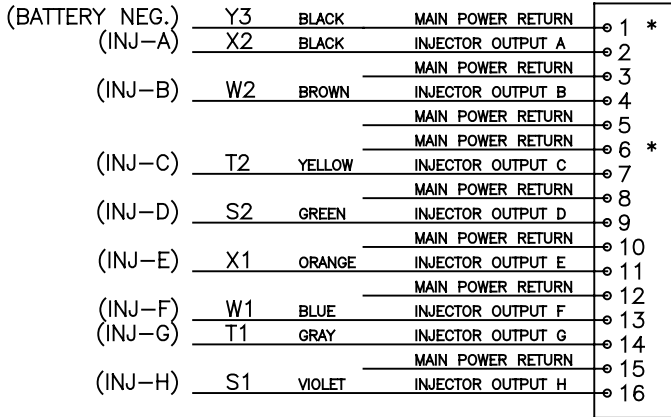 (BATTERY NEG.) Y3 BLACK MAIN POWER RETURN 1 *
(INJ-A) X2 BLACK INJECTOR OUTPUT A 2
MAIN POWER RETURN 3
(INJ-B) W2 BROWN INJECTOR OUTPUT B 4
MAIN POWER RETURN 5
MAIN POWER RETURN 6 *
(INJ-C) T2 YELLOW INJECTOR OUTPUT C 7
MAIN POWER RETURN 8
(INJ-D) S2 GREEN INJECTOR OUTPUT D 9
MAIN POWER RETURN 10
(INJ-E) X1 ORANGE INJECTOR OUTPUT E 11
MAIN POWER RETURN 12
(INJ-F) W1 BLUE INJECTOR OUTPUT F 13
(INJ-G) T1 GRAY INJECTOR OUTPUT G 14
MAIN POWER RETURN 15
(INJ-H) S1 VIOLET INJECTOR OUTPUT H 16